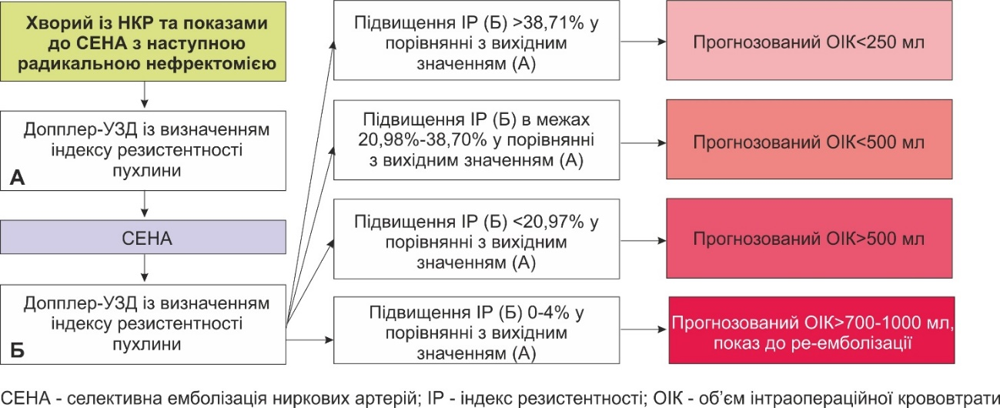 Хворий із НКР та показами
до СЕНА з наступною
радикальною нефректомією
Допплер-УЗД із визначенням
індексу резистентності
пухлини
А
СЕНА
Допплер-УЗД із визначенням
індексу резистентності
пухлини
Б
Підвищення ІР (Б) >38,71% у
порівнянні з вихідним
значенням (А)
Прогнозований ОІК<250 мл
Підвищення ІР (Б) в межах
20,98%-38,70% у порівнянні
з вихідним значенням (А)
Прогнозований ОІК<500 мл
Підвищення ІР (Б) <20,97% у
порівнянні з вихідним
значенням (А)
Прогнозований ОІК>500 мл
Підвищення ІР (Б) 0-4% у
порівнянні з вихідним
значенням (А)
Прогнозований ОІК>700-1000 мл,
показ до ре-емболізації
СЕНА - селективна емболізація ниркових артерій; ІР - індекс резистентності; ОІК - об’єм інтраопераційної крововтрати